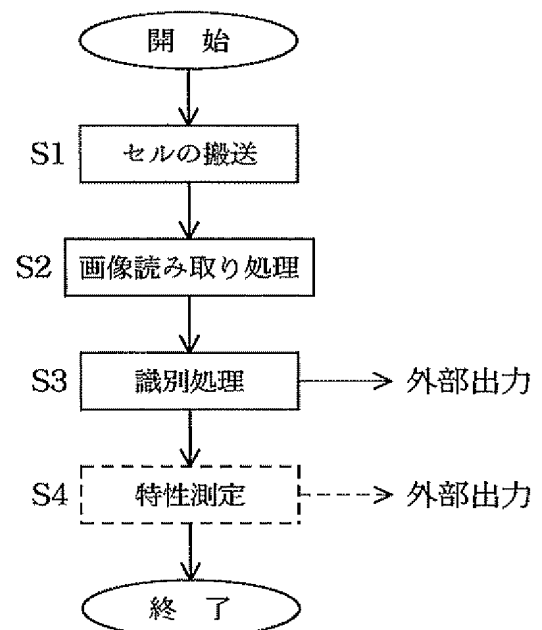 開 始
S1 セルの搬送
S2 画像読み取り処理
S3 識別処理 外部出力
S4 特性測定 外部出力
終 了